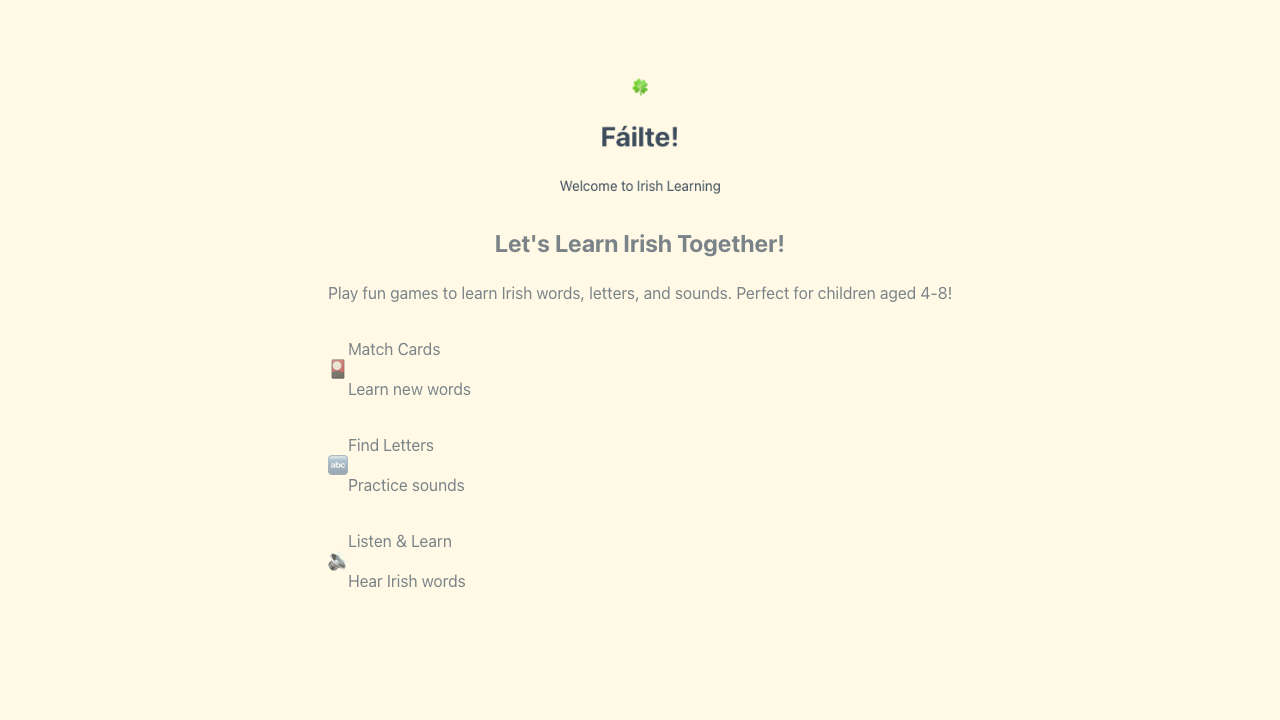 Fáilte!
Welcome to Irish Learning
Let's Learn Irish Together!
Play fun games to learn Irish words, letters, and sounds. Perfect for children aged 4-8!
Match Cards
Learn new words
abc
Find Letters
Practice sounds
Listen & Learn
Hear Irish words